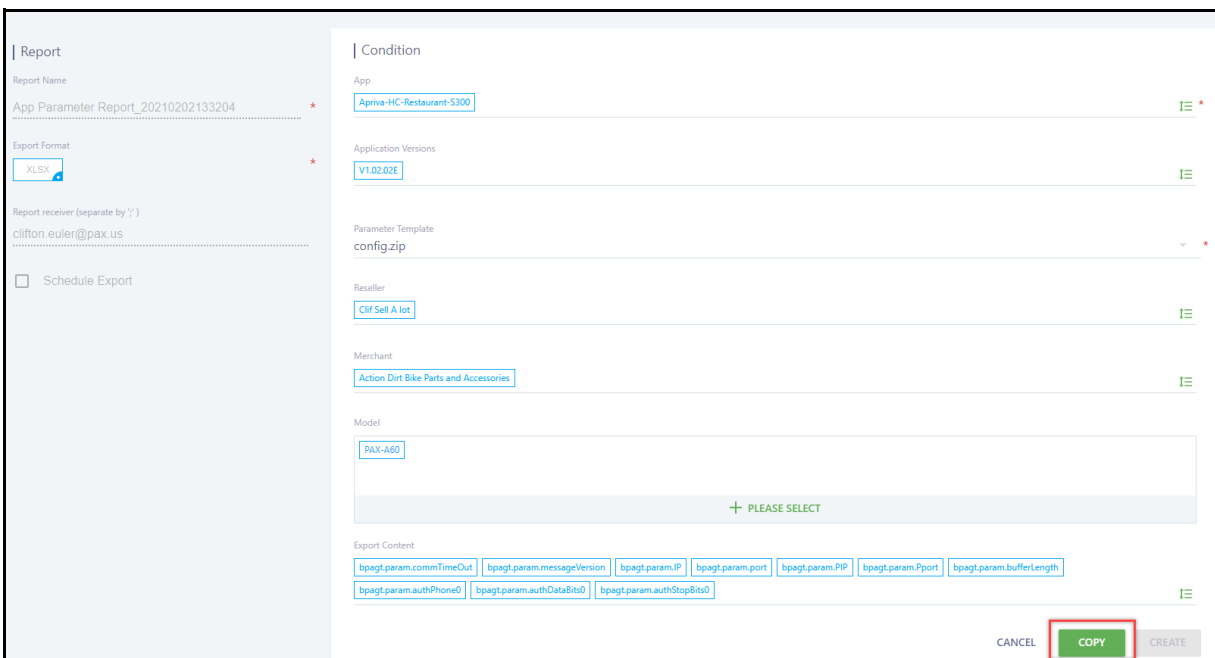 Report
Report Name
App Parameter Report_20210202133204 *
Export Format
XLSX *
Report receiver (separate by ';' )
clifton.euler@pax.us
Schedule Export
Condition
App
Apriva-HC-Restaurant-S300 *
Application Versions
V1.02.02E
Parameter Template
config.zip *
Reseller
Clif Sell A lot
Merchant
Action Dirt Bike Parts and Accessories
Model
PAX-A60
+ PLEASE SELECT
Export Content
bpagt.param.commTimeOut bpagt.param.messageVersion bpagt.param.IP bpagt.param.port bpagt.param.PIP bpagt.param.Pport bpagt.param.bufferLength
bpagt.param.authPhone0 bpagt.param.authDataBits0 bpagt.param.authStopBits0
CANCEL COPY CREATE